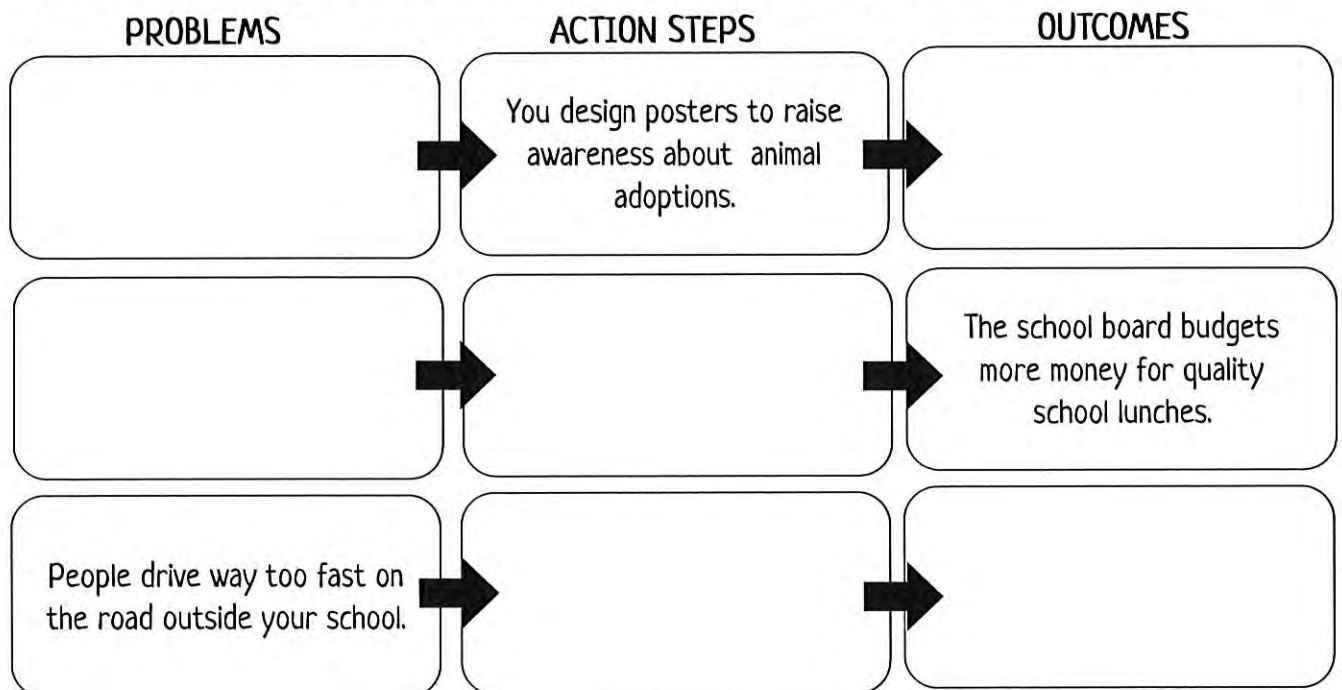 PROBLEMS
ACTION STEPS
OUTCOMES
You design posters to raise
awareness about animal
adoptions.
The school board budgets
more money for quality
school lunches.
People drive way too fast on
the road outside your school.